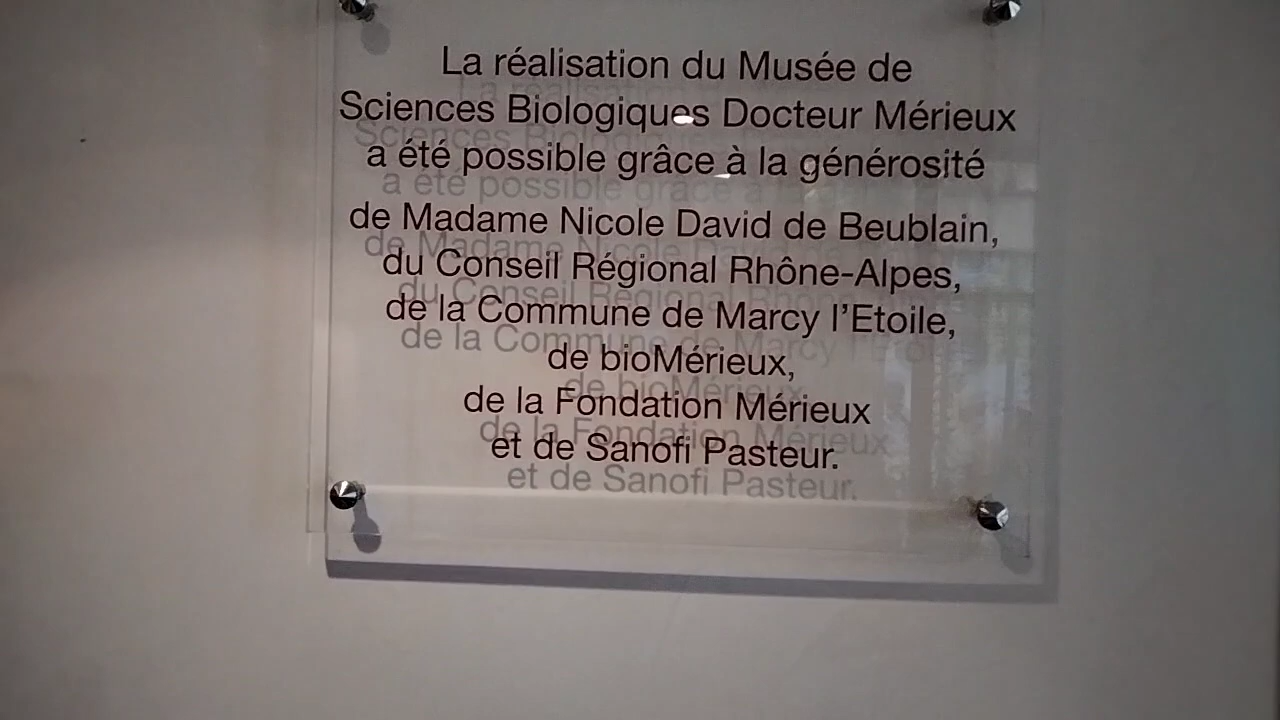 La réalisation du Musée de
Sciences Biologiques Docteur Mérieux
a été possible grâce à la générosité
de Madame Nicole David de Beublain,
du Conseil Régional Rhône-Alpes,
de la Commune de Marcy l'Etoile,
de bioMérieux,
de la Fondation Mérieux
et de Sanofi Pasteur.